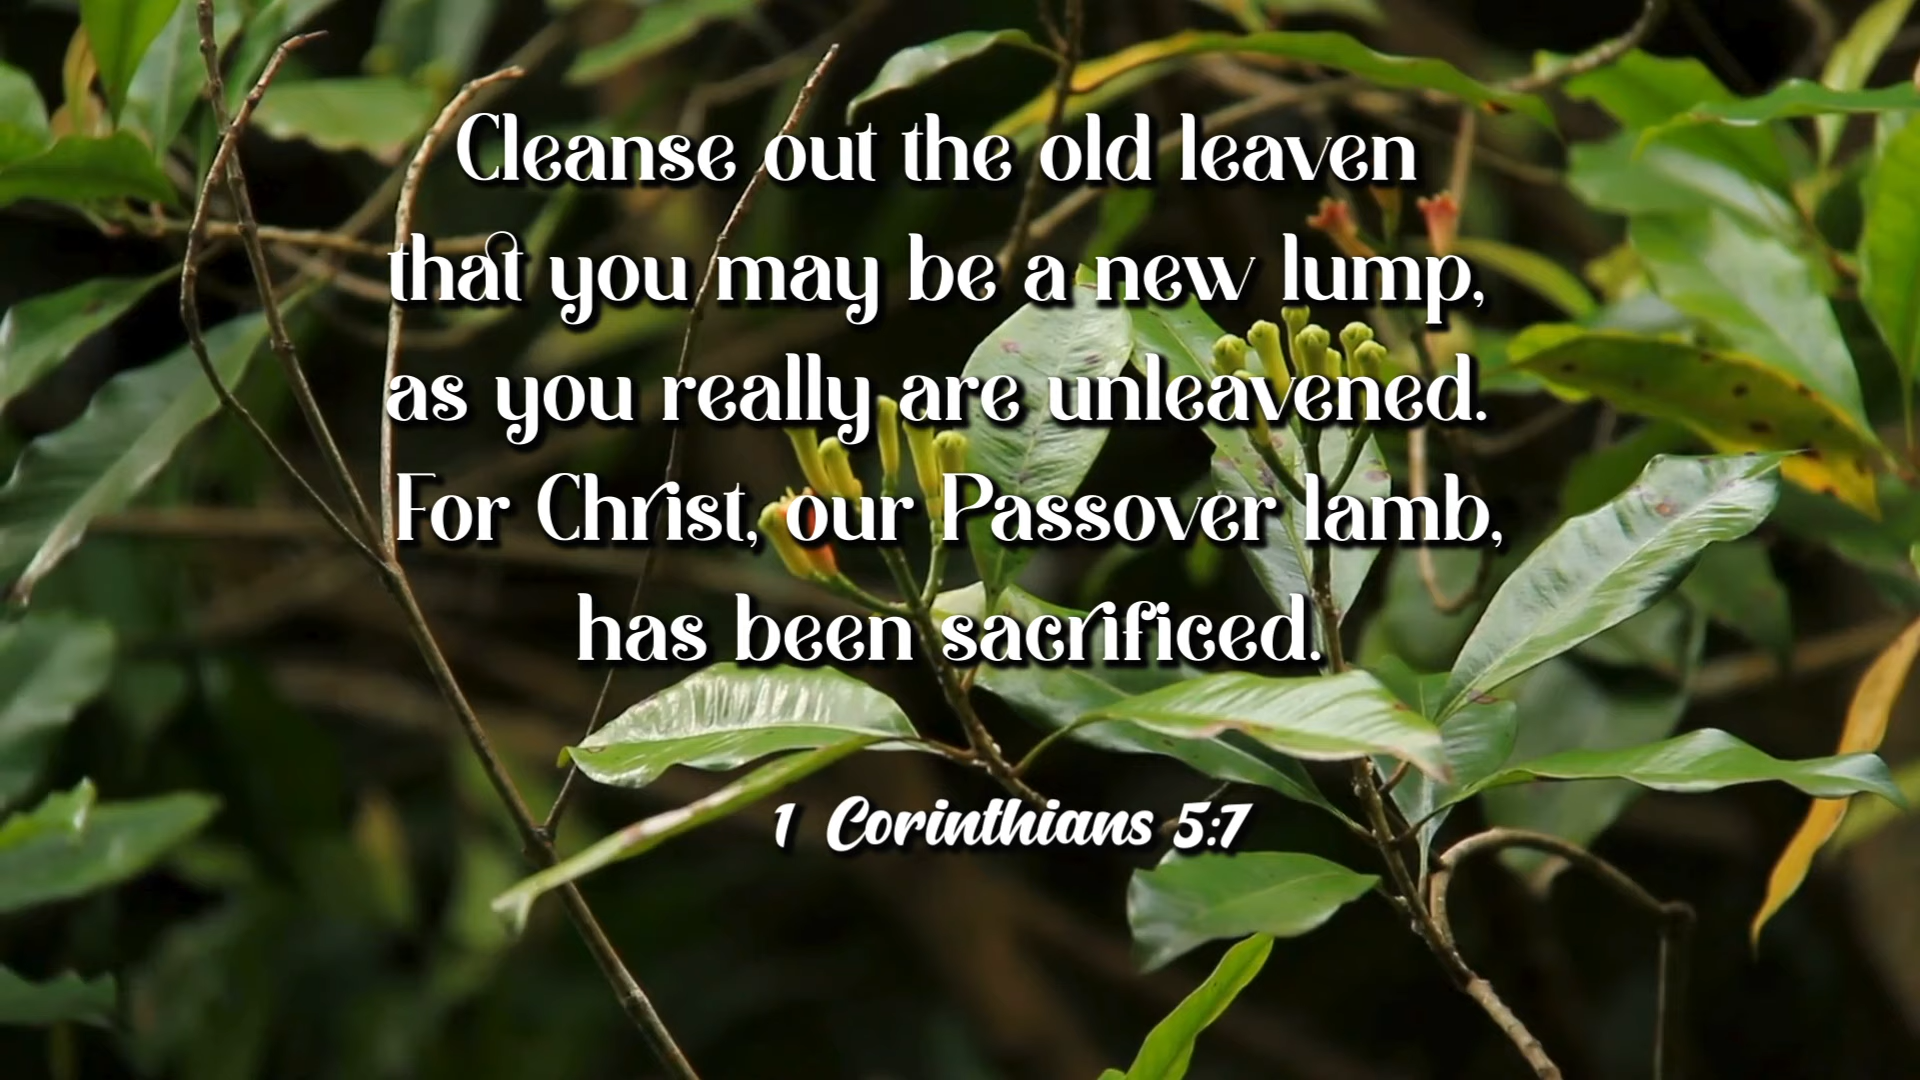 Cleanse out the old leaven
that you may be a new lump,
as you really are unleavened.
For Christ, our Passover lamb,
has been sacrificed.
1 Corinthians 5:7